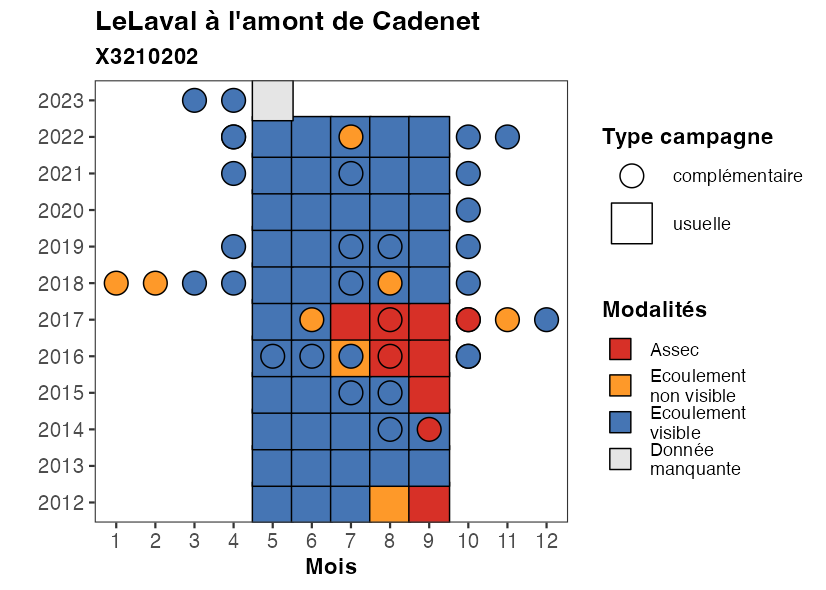 LeLaval à l'amont de Cadenet
X3210202
2023
2022
2021
2020
2019
2018
2017
2016
2015
2014
2013
2012
1 2 3 4 5 6 7 8 9 10 11 12
Mois
Type campagne
complémentaire
usuelle
Modalités
Assec
Ecoulement
non visible
Ecoulement
visible
Donnée
manquante